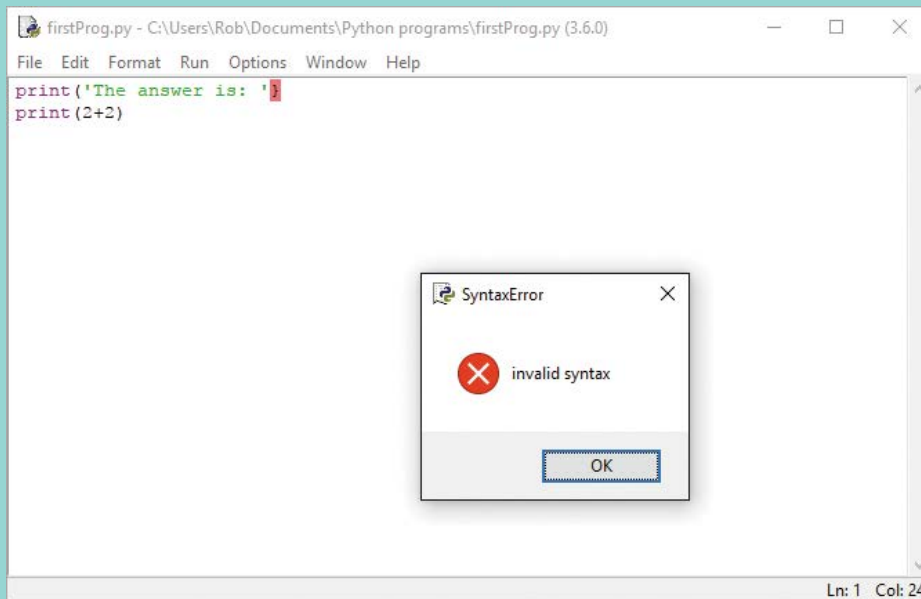 firstProg.py - C:\Users\Rob\Documents\Python programs\firstProg.py (3.6.0)
File Edit Format Run Options Window Help
print('The answer is: '}
print(2+2)
SyntaxError
invalid syntax
OK
Ln: 1 Col: 24